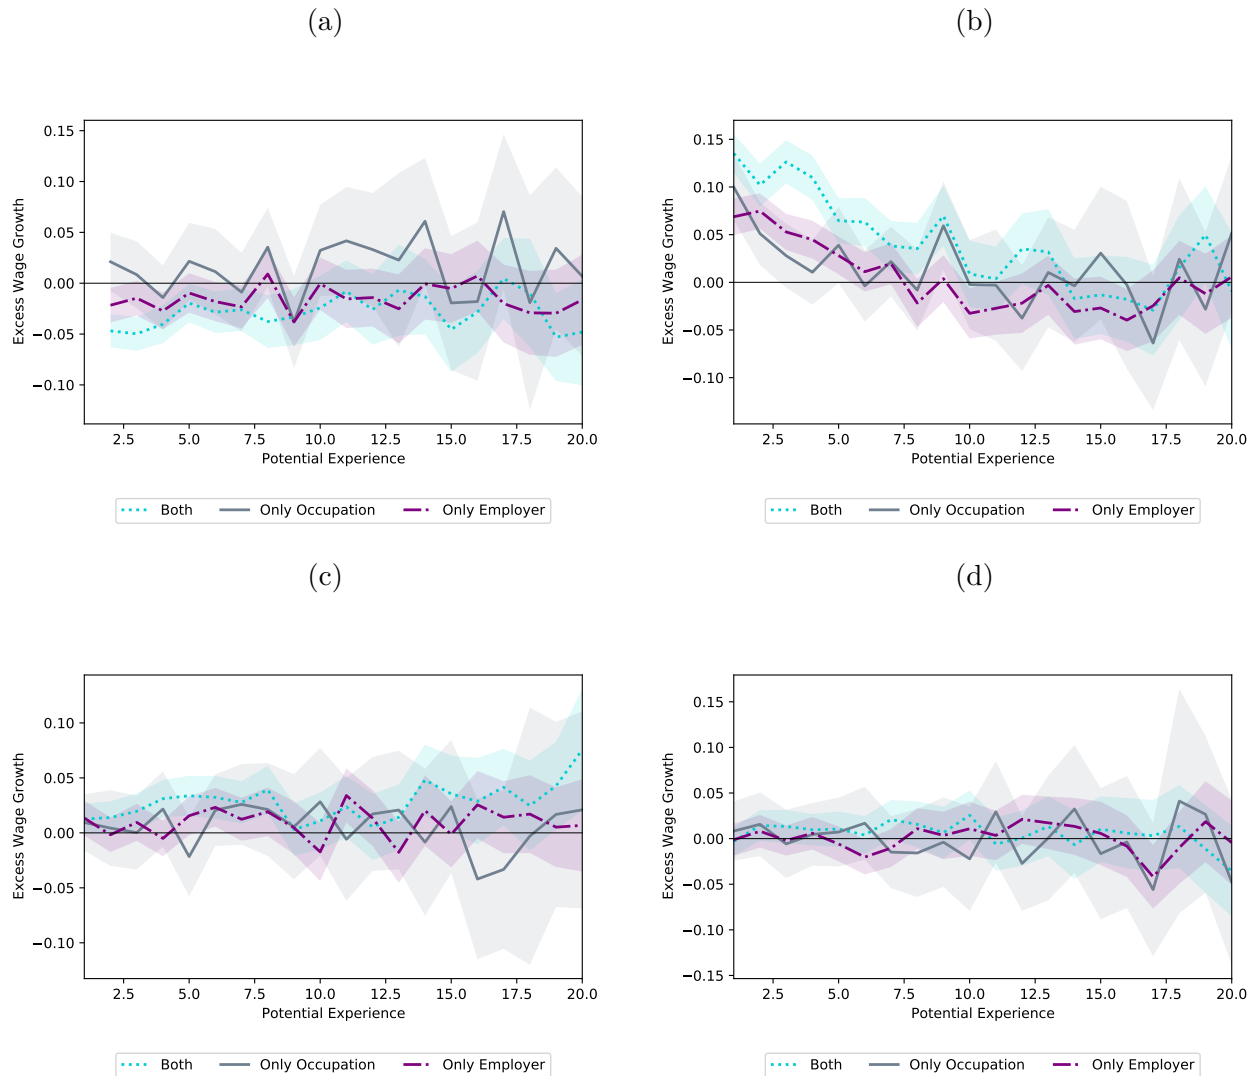 (a)
(b)
Excess Wage Growth
0.15
0.10
0.05
0.00
−0.05
−0.10
2.5 5.0 7.5 10.0 12.5 15.0 17.5 20.0
Potential Experience
Both Only Occupation Only Employer
Excess Wage Growth
0.15
0.10
0.05
0.00
−0.05
−0.10
2.5 5.0 7.5 10.0 12.5 15.0 17.5 20.0
Potential Experience
Both Only Occupation Only Employer
(c)
(d)
Excess Wage Growth
0.10
0.05
0.00
−0.05
−0.10
2.5 5.0 7.5 10.0 12.5 15.0 17.5 20.0
Potential Experience
Both Only Occupation Only Employer
Excess Wage Growth
0.15
0.10
0.05
0.00
−0.05
−0.10
−0.15
2.5 5.0 7.5 10.0 12.5 15.0 17.5 20.0
Potential Experience
Both Only Occupation Only Employer